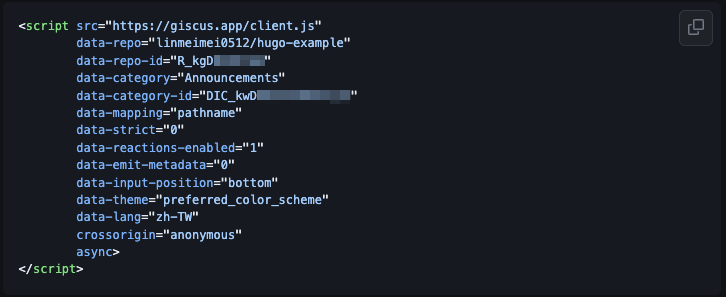 <script src="https://giscus.app/client.js"
data-repo="linmeimei0512/hugo-example"
data-repo-id="R_kgD"
data-category="Announcements"
data-category-id="DIC_kwD"
data-mapping="pathname"
data-strict="0"
data-reactions-enabled="1"
data-emit-metadata="0"
data-input-position="bottom"
data-theme="preferred_color_scheme"
data-lang="zh-TW"
crossorigin="anonymous"
async>
</script>